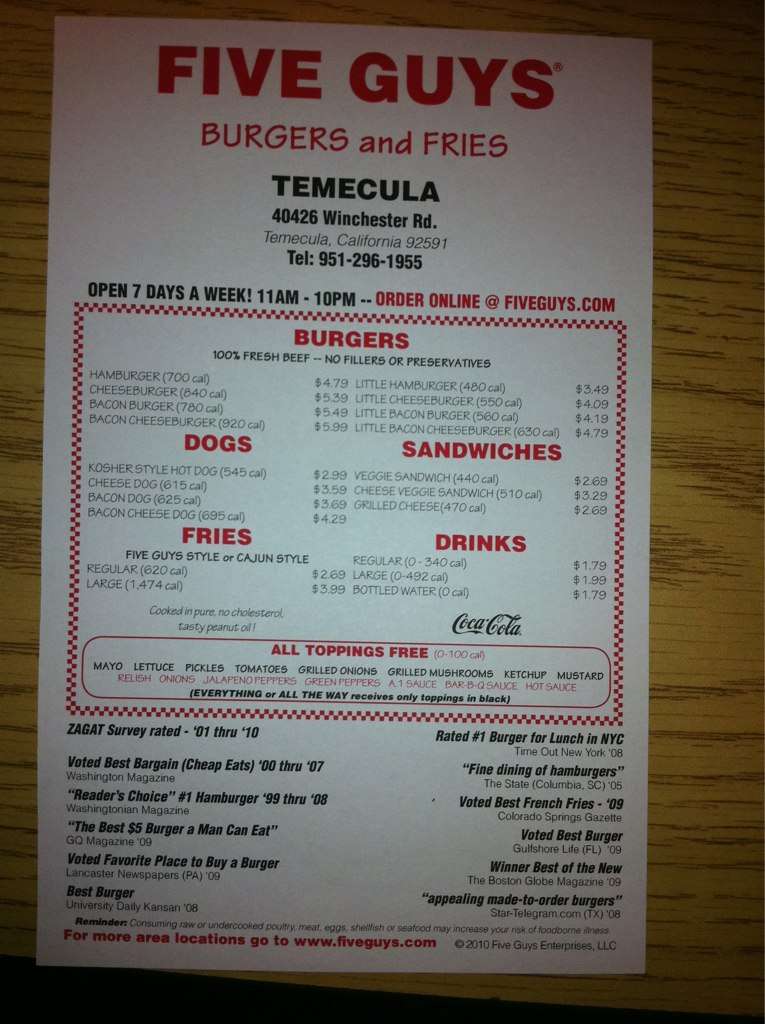 FIVE GUYS®
BURGERS and FRIES
TEMECULA
40426 Winchester Rd.
Temecula, California 92591
Tel: 951-296-1955
OPEN 7 DAYS A WEEK! 11AM - 10PM -- ORDER ONLINE @ FIVEGUYS.COM
BURGERS
100% FRESH BEEF -- NO FILLERS OR PRESERVATIVES
HAMBURGER (700 cal) $4.79 LITTLE HAMBURGER (480 cal) $3.49
CHEESEBURGER (840 cal) $5.39 LITTLE CHEESEBURGER (550 cal) $4.09
BACON BURGER (780 cal) $5.49 LITTLE BACON BURGER (560 cal) $4.19
BACON CHEESEBURGER (920 cal) $5.99 LITTLE BACON CHEESEBURGER (630 cal) $4.79
DOGS
KOSHER STYLE HOT DOG (545 cal) $2.99
CHEESE DOG (615 cal) $3.59
BACON DOG (625 cal) $3.69
BACON CHEESE DOG (695 cal) $4.29
SANDWICHES
VEGGIE SANDWICH (440 cal) $2.69
CHEESE VEGGIE SANDWICH (510 cal) $3.29
GRILLED CHEESE(470 cal) $2.69
FRIES
FIVE GUYS STYLE or CAJUN STYLE
REGULAR (620 cal) $2.69
LARGE (1,474 cal) $3.99
Cooked in pure, no cholesterol,
tasty peanut oil!
DRINKS
REGULAR (0 - 340 cal) $1.79
LARGE (0-492 cal) $1.99
BOTTLED WATER (0 cal) $1.79
Coca-Cola
ALL TOPPINGS FREE (0-100 cal)
MAYO LETTUCE PICKLES TOMATOES GRILLED ONIONS GRILLED MUSHROOMS KETCHUP MUSTARD
RELISH ONIONS JALAPENO PEPPERS GREEN PEPPERS A.1 SAUCE BAR-B-Q SAUCE HOT SAUCE
(EVERYTHING or ALL THE WAY receives only toppings in black)
ZAGAT Survey rated - '01 thru '10
Voted Best Bargain (Cheap Eats) '00 thru '07
Washington Magazine
"Reader's Choice" #1 Hamburger '99 thru '08
Washingtonian Magazine
"The Best $5 Burger a Man Can Eat"
GQ Magazine '09
Voted Favorite Place to Buy a Burger
Lancaster Newspapers (PA) '09
Best Burger
University Daily Kansan '08
Rated #1 Burger for Lunch in NYC
Time Out New York '08
"Fine dining of hamburgers"
The State (Columbia, SC) '05
Voted Best French Fries - '09
Colorado Springs Gazette
Voted Best Burger
Gulfshore Life (FL) '09
Winner Best of the New
The Boston Globe Magazine '09
"appealing made-to-order burgers"
Star-Telegram.com (TX) '08
Reminder: Consuming raw or undercooked poultry, meat, eggs, shellfish or seafood may increase your risk of foodborne illness.
For more area locations go to www.fiveguys.com © 2010 Five Guys Enterprises, LLC